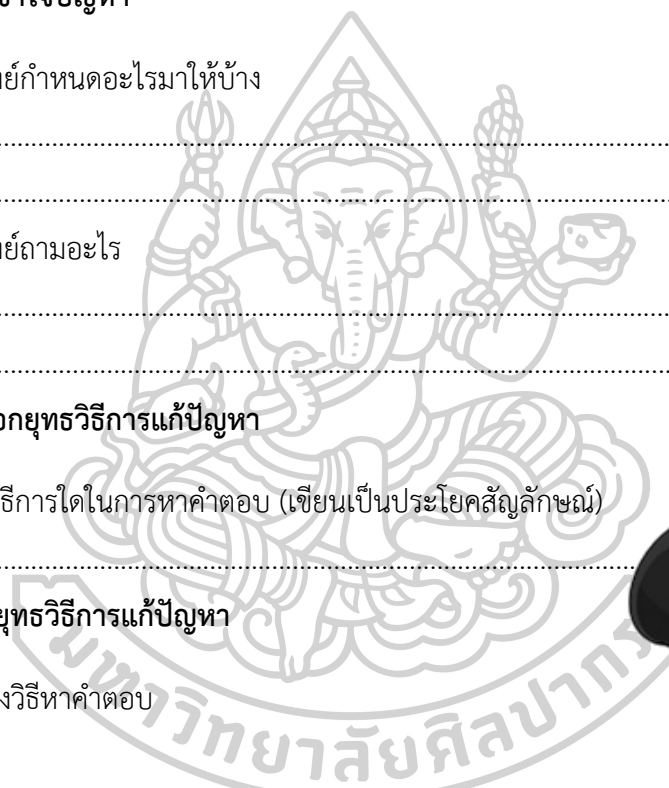 ย์กำหนดอะไรมาให้บ้าง
ย์ถามอะไร
อกยุทธวิธีการแก้ปัญหา
ธีการใดในการหาคำตอบ (เขียนเป็นประโยคสัญลักษณ์)
ยุทธวิธีการแก้ปัญหา
งวิธีหาคำตอบ
มหาวิทยาลัยศิลปากร